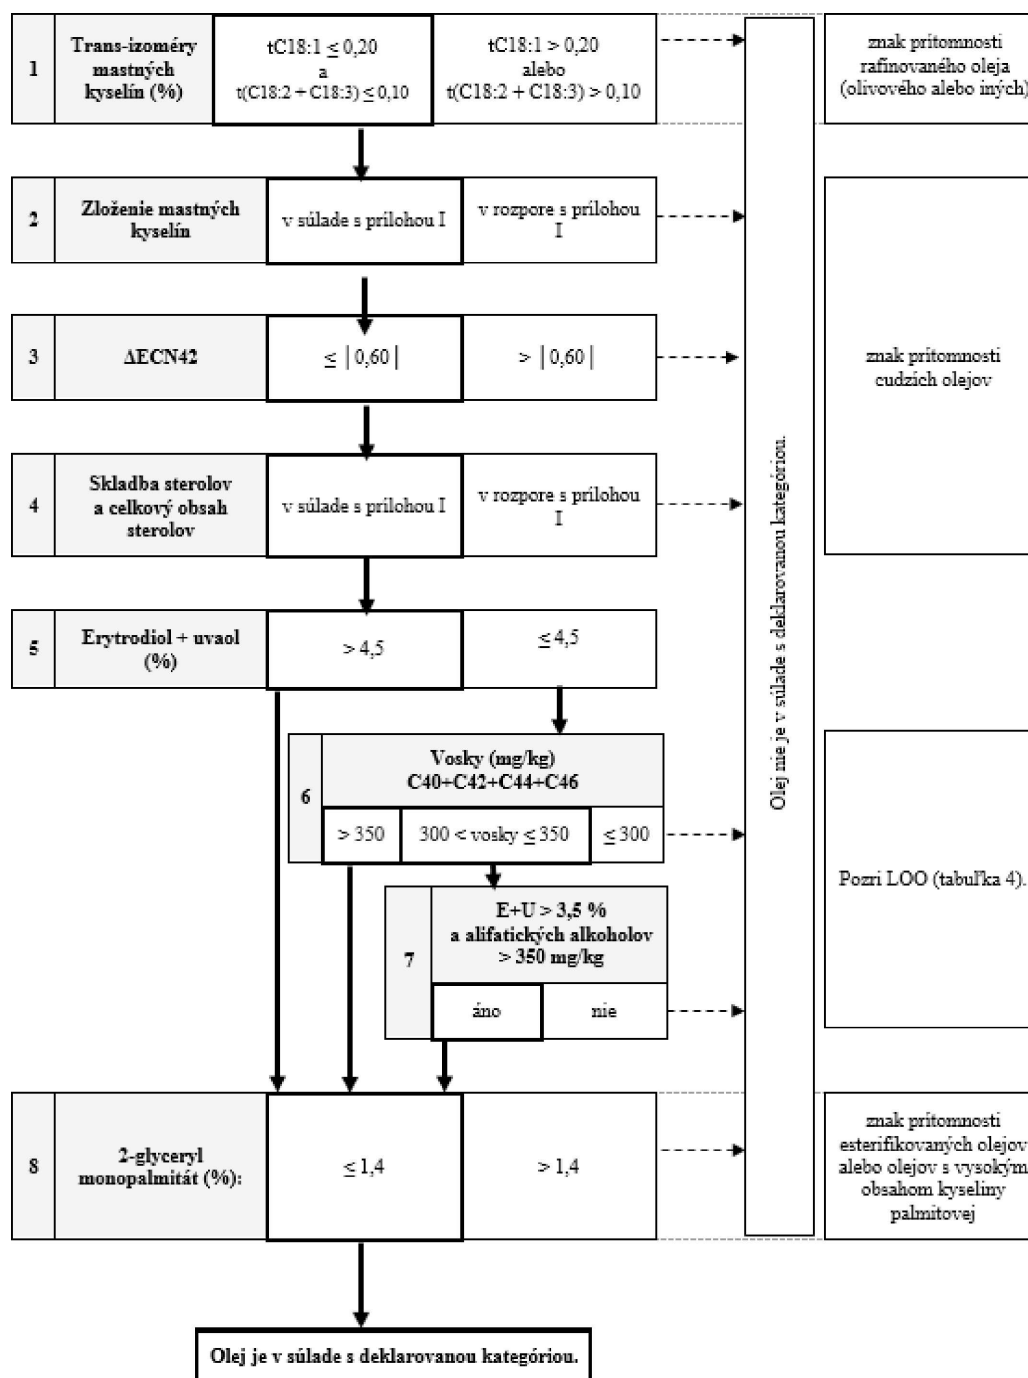 1
Trans-izoméry
mastných
kyselín (%)
tC18:1 ≤ 0,20
a
t(C18:2 + C18:3) ≤ 0,10
tC18:1 > 0,20
alebo
t(C18:2 + C18:3) > 0,10
znak prítomnosti
rafinovaného oleja
(olivového alebo iných)
2
Zloženie mastných
kyselín
v súlade s prílohou I
v rozpore s prílohou
I
3
ΔECN42
≤ | 0,60 |
> | 0,60 |
znak prítomnosti
cudzích olejov
4
Skladba sterolov
a celkový obsah
sterolov
v súlade s prílohou I
v rozpore s prílohou
I
Olej nie je v súlade s deklarovanou kategóriou.
5
Erytrodiol + uvaol
(%)
> 4,5
≤ 4,5
6
Vosky (mg/kg)
C40+C42+C44+C46
> 350
300 < vosky ≤ 350
≤ 300
Pozri LOO (tabuľka 4).
7
E+U > 3,5 %
a alifatických alkoholov
> 350 mg/kg
áno
nie
8
2-glyceryl
monopalmitát (%):
≤ 1,4
> 1,4
znak prítomnosti
esterifikovaných olejov
alebo olejov s vysokým
obsahom kyseliny
palmitovej
Olej je v súlade s deklarovanou kategóriou.